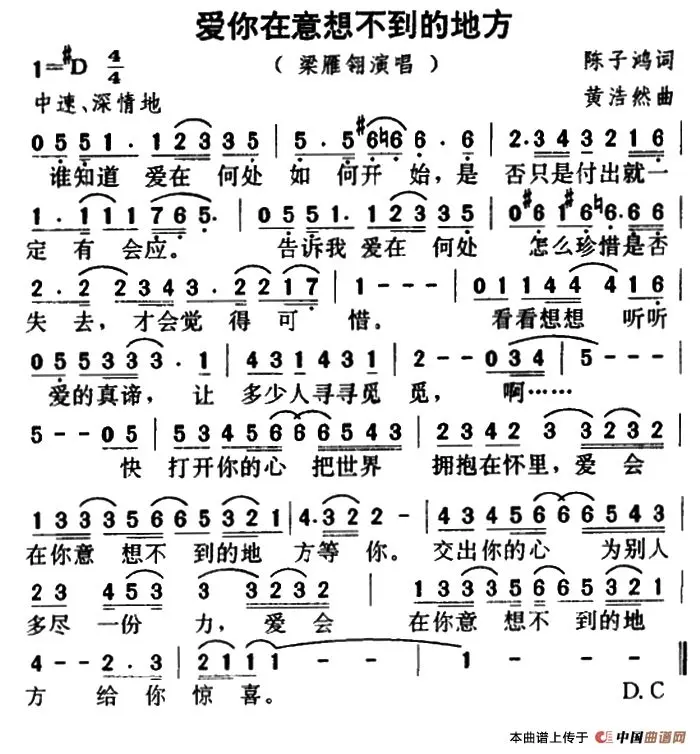 爱你在意想不到的地方
1=#D 4/4 （梁雁翎演唱） 陈子鸿词
中速、深情地 黄浩然曲
0 5 5 1· 1 2 3 3 5 | 5· 5 #6 ♮6 6· 6 | 2· 3 4 3 2 1 6 |
谁知道 爱在 何处 如 何开 始，是 否只是付出就一
1· 1 1 1 7 6 5· | 0 5 5 1· 1 2 3 3 5 | 0 #6 1 #6 ♮6· 6 6 |
定 有 会应。 告诉我 爱在 何处 怎么珍惜是否
2· 2 2 3 4 3· 2 2 1 7 | 1 - - - | 0 1 2 4 4 4 1 6 |
失 去，才会觉 得 可 惜。 看看想想 听听
0 5 5 3 3 3 3· 1 | 4 3 1 4 3 1 4 3 1 | 2 - - 0 3 4 | 5 - - -
爱的真谛， 让 多少人寻寻觅 觅， 啊……
5 - - 0 5 | 5 3 4 5 6 6 6 5 4 3 | 2 3 4 2 3 3 2 3 2 |
快 打开你的心 把世界 拥抱在怀里，爱 会
1 3 3 3 5 6 6 5 3 2 1 | 4· 3 2 2 - | 4 3 4 5 6 6 6 5 4 3 |
在你意 想不 到的地 方等 你。 交出你的心 为别人
2 3 4 5 3 3 3 2 3 2 | 1 3 3 3 5 6 6 5 3 2 1 |
多尽 一份 力， 爱 会 在你意 想不 到的地
4 - - 2· 3 | 2 1 1 1 - - | 1 - - - ‖
方 给 你 惊 喜。 D.C
本曲谱上传于 中国曲谱网